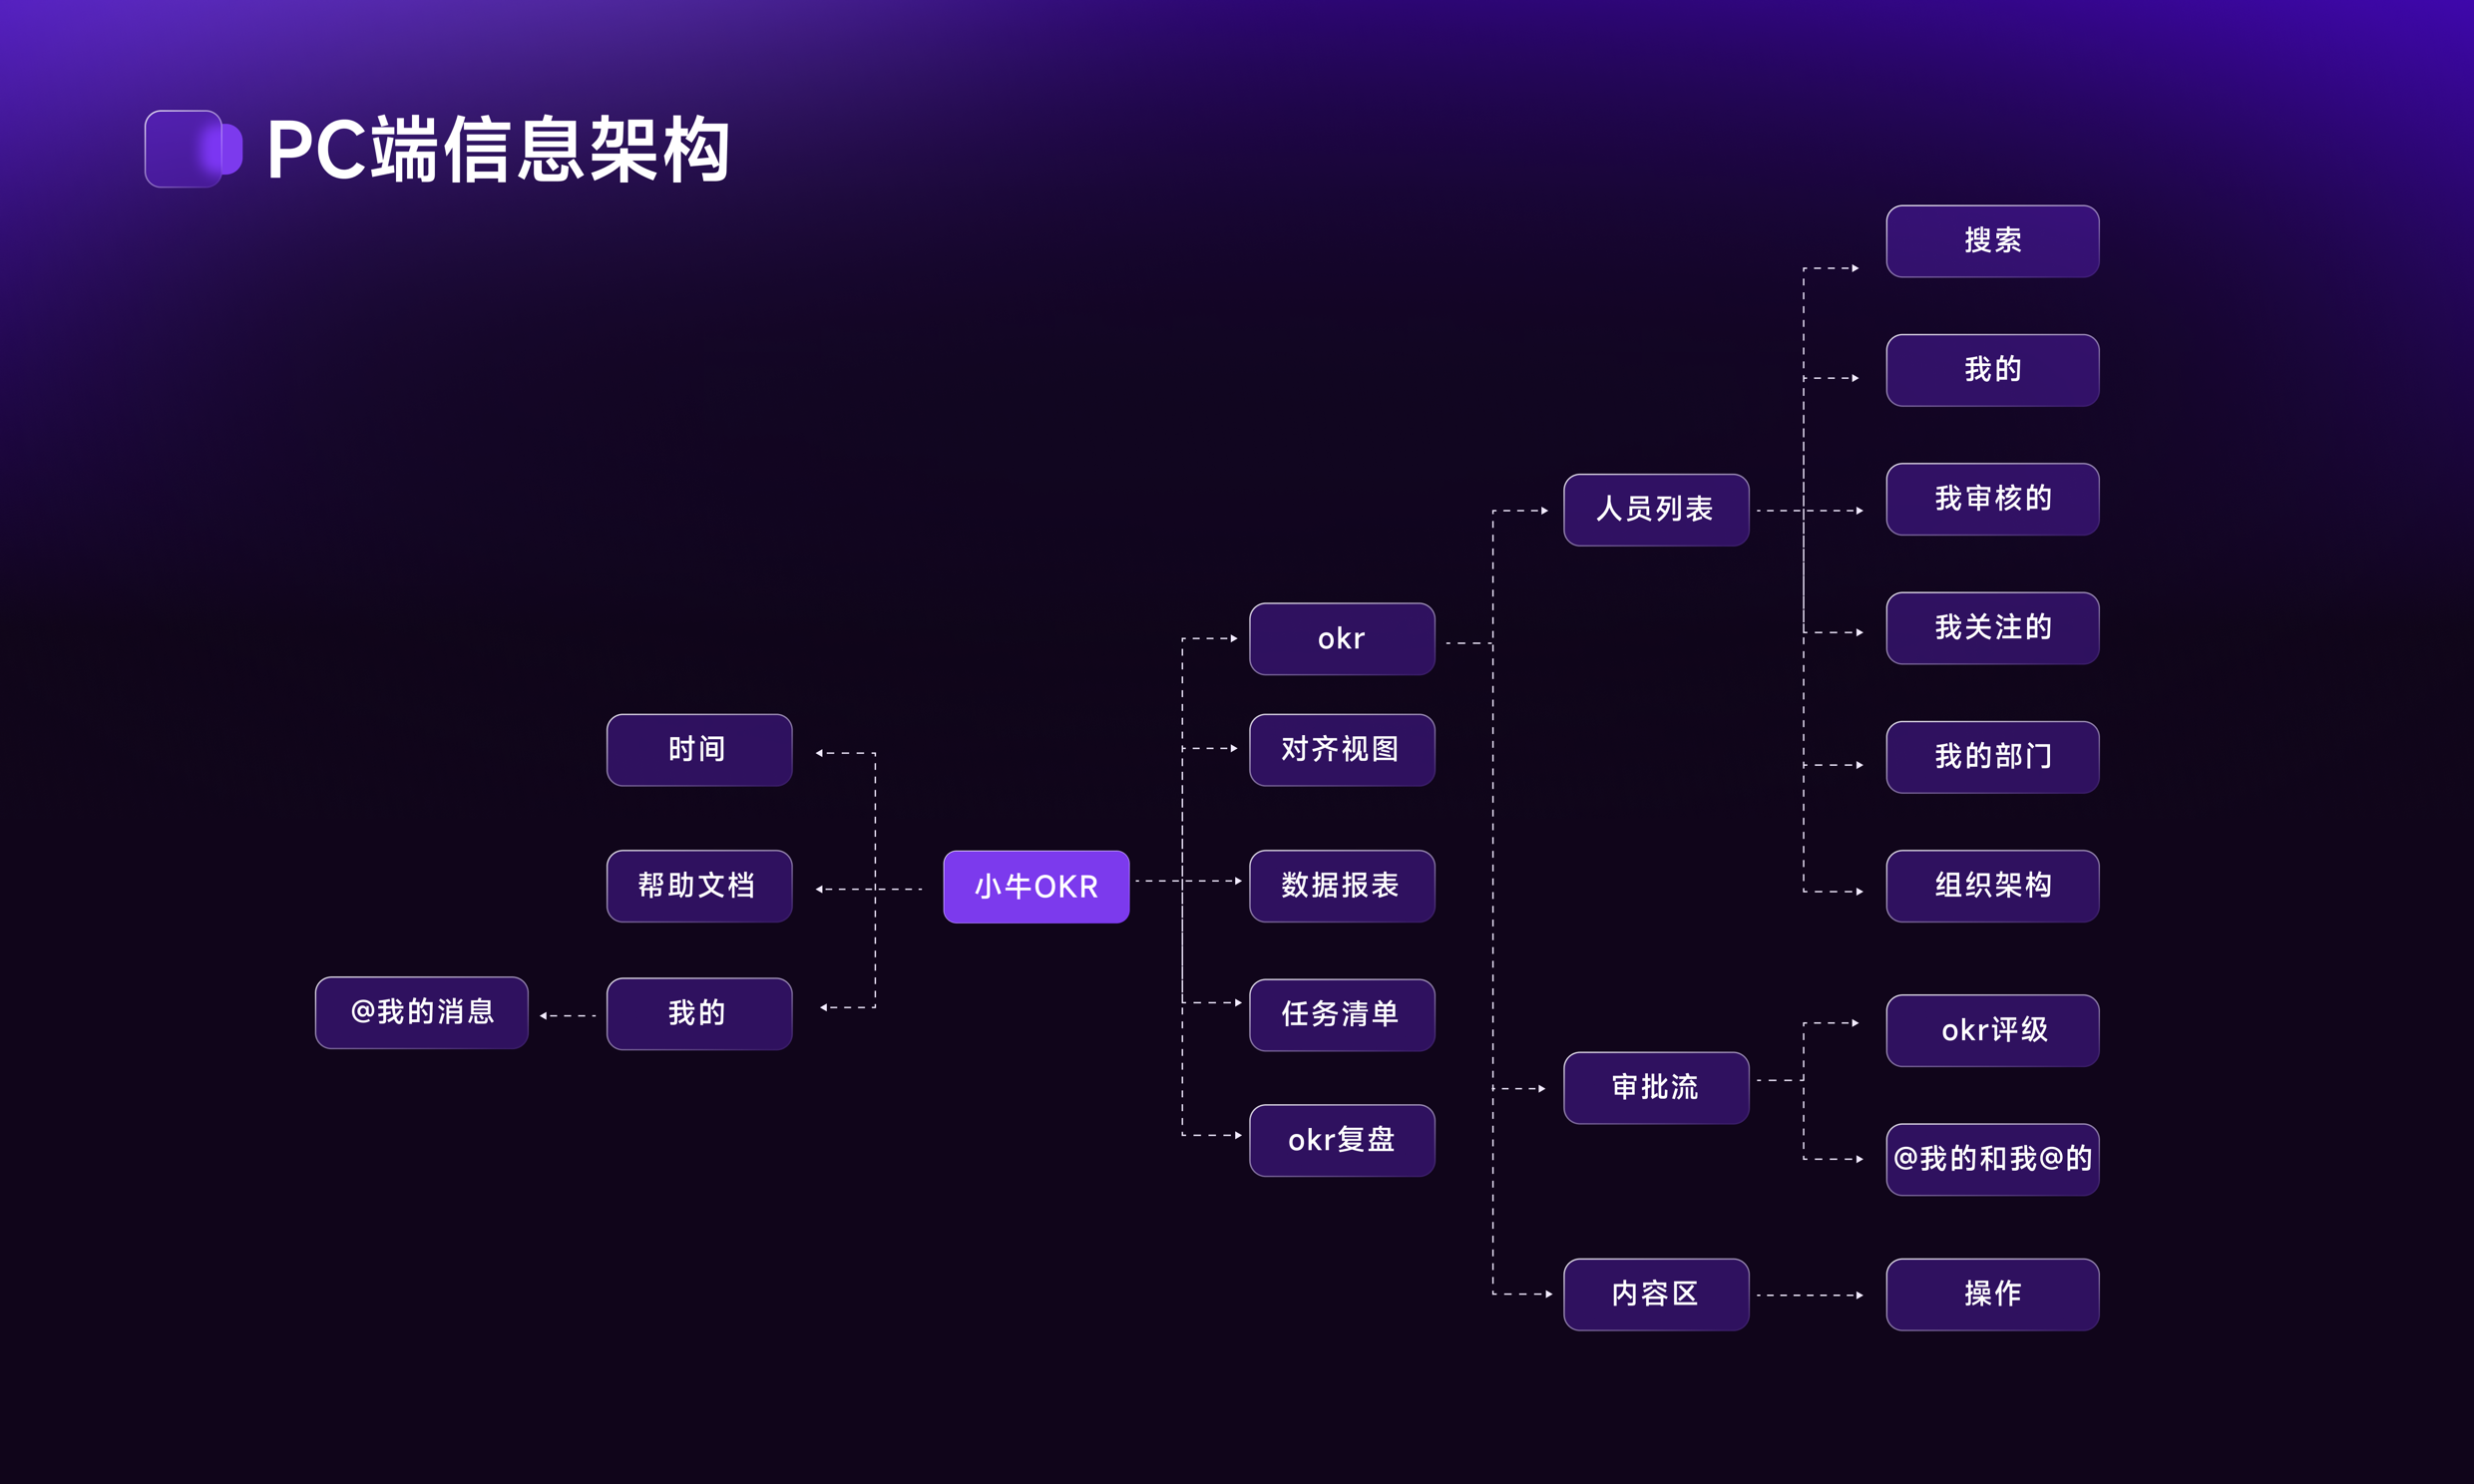 PC端信息架构
搜索
我的
我审核的
人员列表
我关注的
okr
时间
对齐视图
我的部门
帮助文档
小牛OKR
数据报表
组织架构
@我的消息
我的
任务清单
okr评级
审批流
okr复盘
@我的和我@的
内容区
操作